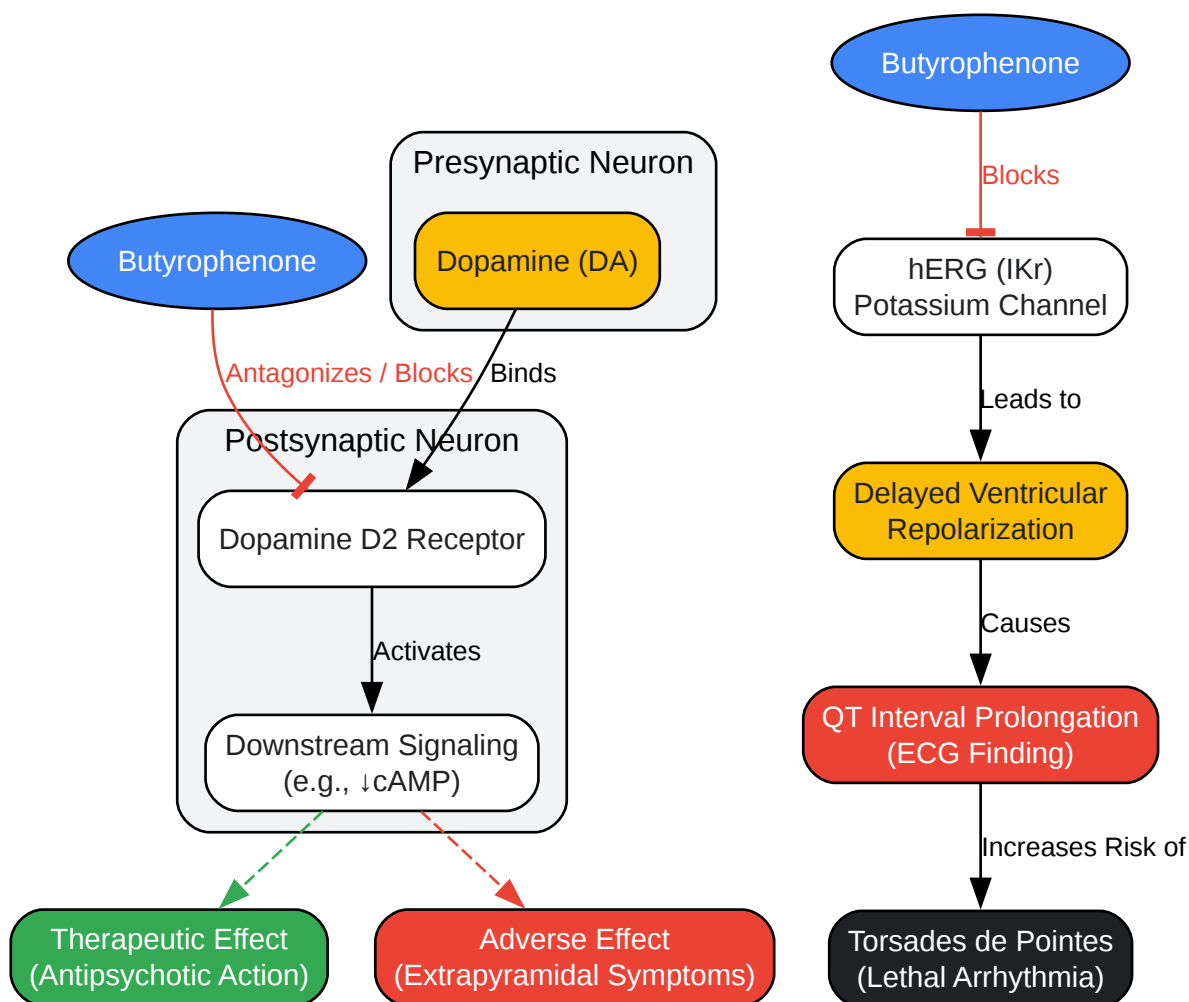 Butyrophenone
Presynaptic Neuron
Dopamine (DA)
Butyrophenone
Antagonizes / Blocks
Binds
Postsynaptic Neuron
Dopamine D2 Receptor
Activates
Downstream Signaling
(e.g., ↓cAMP)
Therapeutic Effect
(Antipsychotic Action)
Adverse Effect
(Extrapyramidal Symptoms)
Blocks
hERG (IKr)
Potassium Channel
Leads to
Delayed Ventricular
Repolarization
Causes
QT Interval Prolongation
(ECG Finding)
Increases Risk of
Torsades de Pointes
(Lethal Arrhythmia)